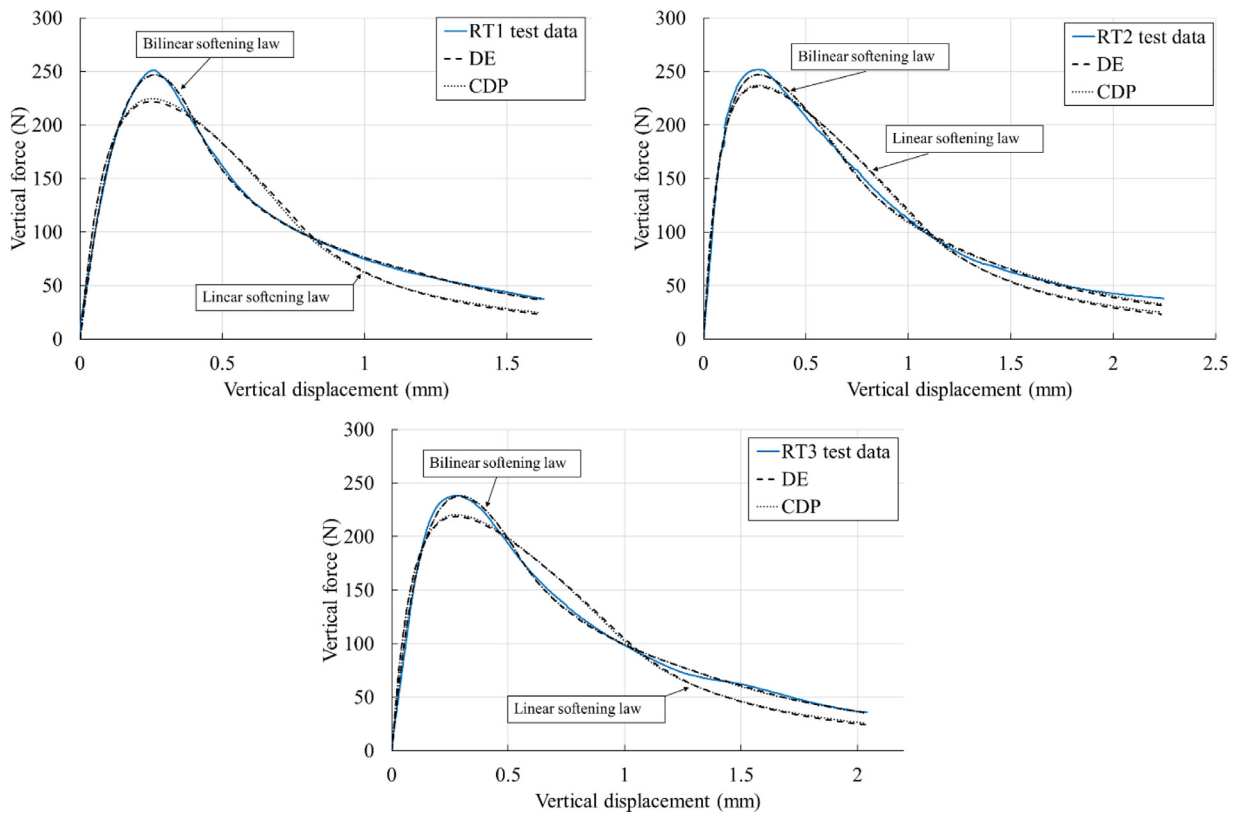 300
250
200
150
100
50
0
Vertical force (N)
0
0.5
1
1.5
Vertical displacement (mm)
Bilinear softening law
Linear softening law
RT1 test data
DE
CDP
300
250
200
150
100
50
0
Vertical force (N)
0
0.5
1
1.5
2
2.5
Vertical displacement (mm)
Bilinear softening law
Linear softening law
RT2 test data
DE
CDP
300
250
200
150
100
50
0
Vertical force (N)
0
0.5
1
1.5
2
Vertical displacement (mm)
Bilinear softening law
Linear softening law
RT3 test data
DE
CDP